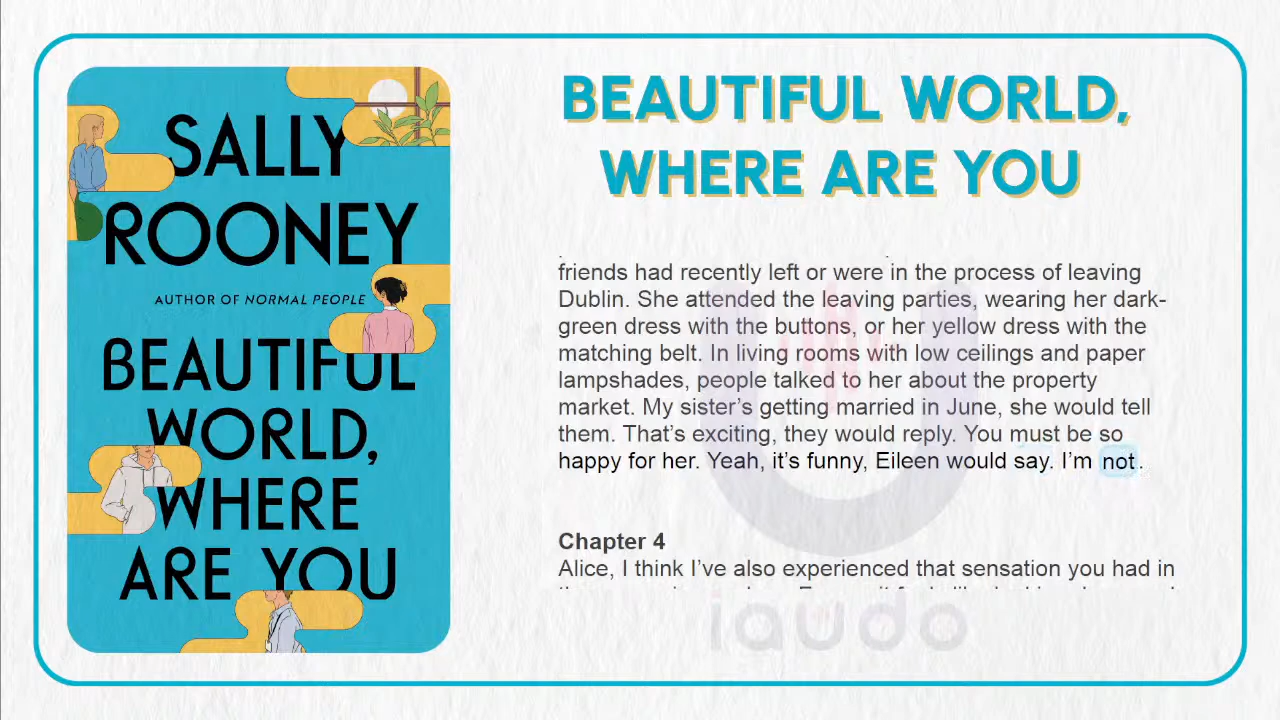 SALLY
ROONEY
AUTHOR OF NORMAL PEOPLE
BEAUTIFUL
WORLD,
WHERE
ARE YOU
BEAUTIFUL WORLD,
WHERE ARE YOU
friends had recently left or were in the process of leaving
Dublin. She attended the leaving parties, wearing her dark-
green dress with the buttons, or her yellow dress with the
matching belt. In living rooms with low ceilings and paper
lampshades, people talked to her about the property
market. My sister’s getting married in June, she would tell
them. That’s exciting, they would reply. You must be so
happy for her. Yeah, it’s funny, Eileen would say. I’m not.
Chapter 4
Alice, I think I’ve also experienced that sensation you had in
iaudo